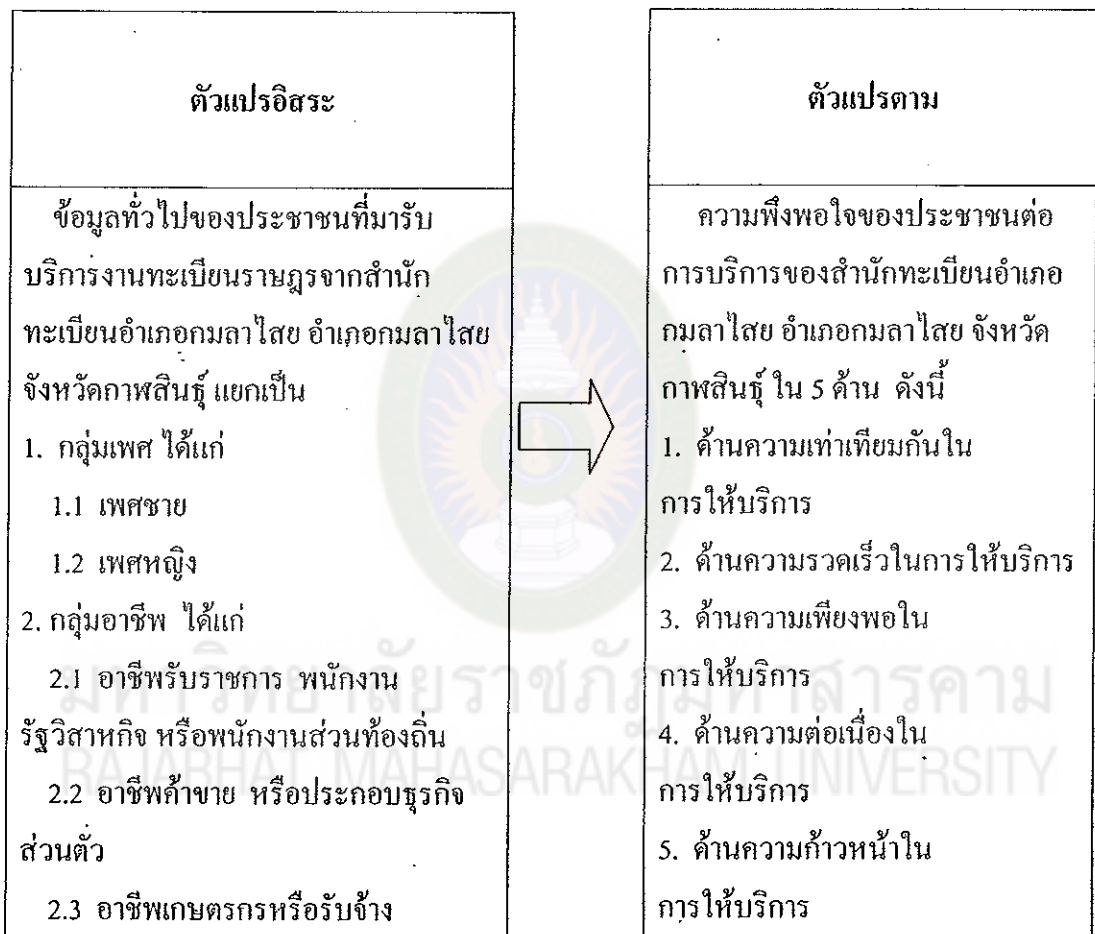 ตัวแปรอิสระ
ข้อมูลทั่วไปของประชาชนที่มารับ
บริการงานทะเบียนราษฎรจากสำนัก
ทะเบียนอำเภอกมลาไสย อำเภอกมลาไสย
จังหวัดกาฬสินธุ์ แยกเป็น
1. กลุ่มเพศ ได้แก่
1.1 เพศชาย
1.2 เพศหญิง
2. กลุ่มอาชีพ ได้แก่
2.1 อาชีพรับราชการ พนักงาน
รัฐวิสาหกิจ หรือพนักงานส่วนท้องถิ่น
2.2 อาชีพค้าขาย หรือประกอบธุรกิจ
ส่วนตัว
2.3 อาชีพเกษตรกรหรือรับจ้าง
ตัวแปรตาม
ความพึงพอใจของประชาชนต่อ
การบริการของสำนักทะเบียนอำเภอ
กมลาไสย อำเภอกมลาไสย จังหวัด
กาฬสินธุ์ ใน 5 ด้าน ดังนี้
1. ด้านความเท่าเทียมกันใน
การให้บริการ
2. ด้านความรวดเร็วในการให้บริการ
3. ด้านความเพียงพอใน
การให้บริการ
4. ด้านความต่อเนื่องใน
การให้บริการ
5. ด้านความก้าวหน้าใน
การให้บริการ
มหาวิทยาลัยราชภัฏมหาสารคาม
RAJABHAT MAHASARAKHAM UNIVERSITY